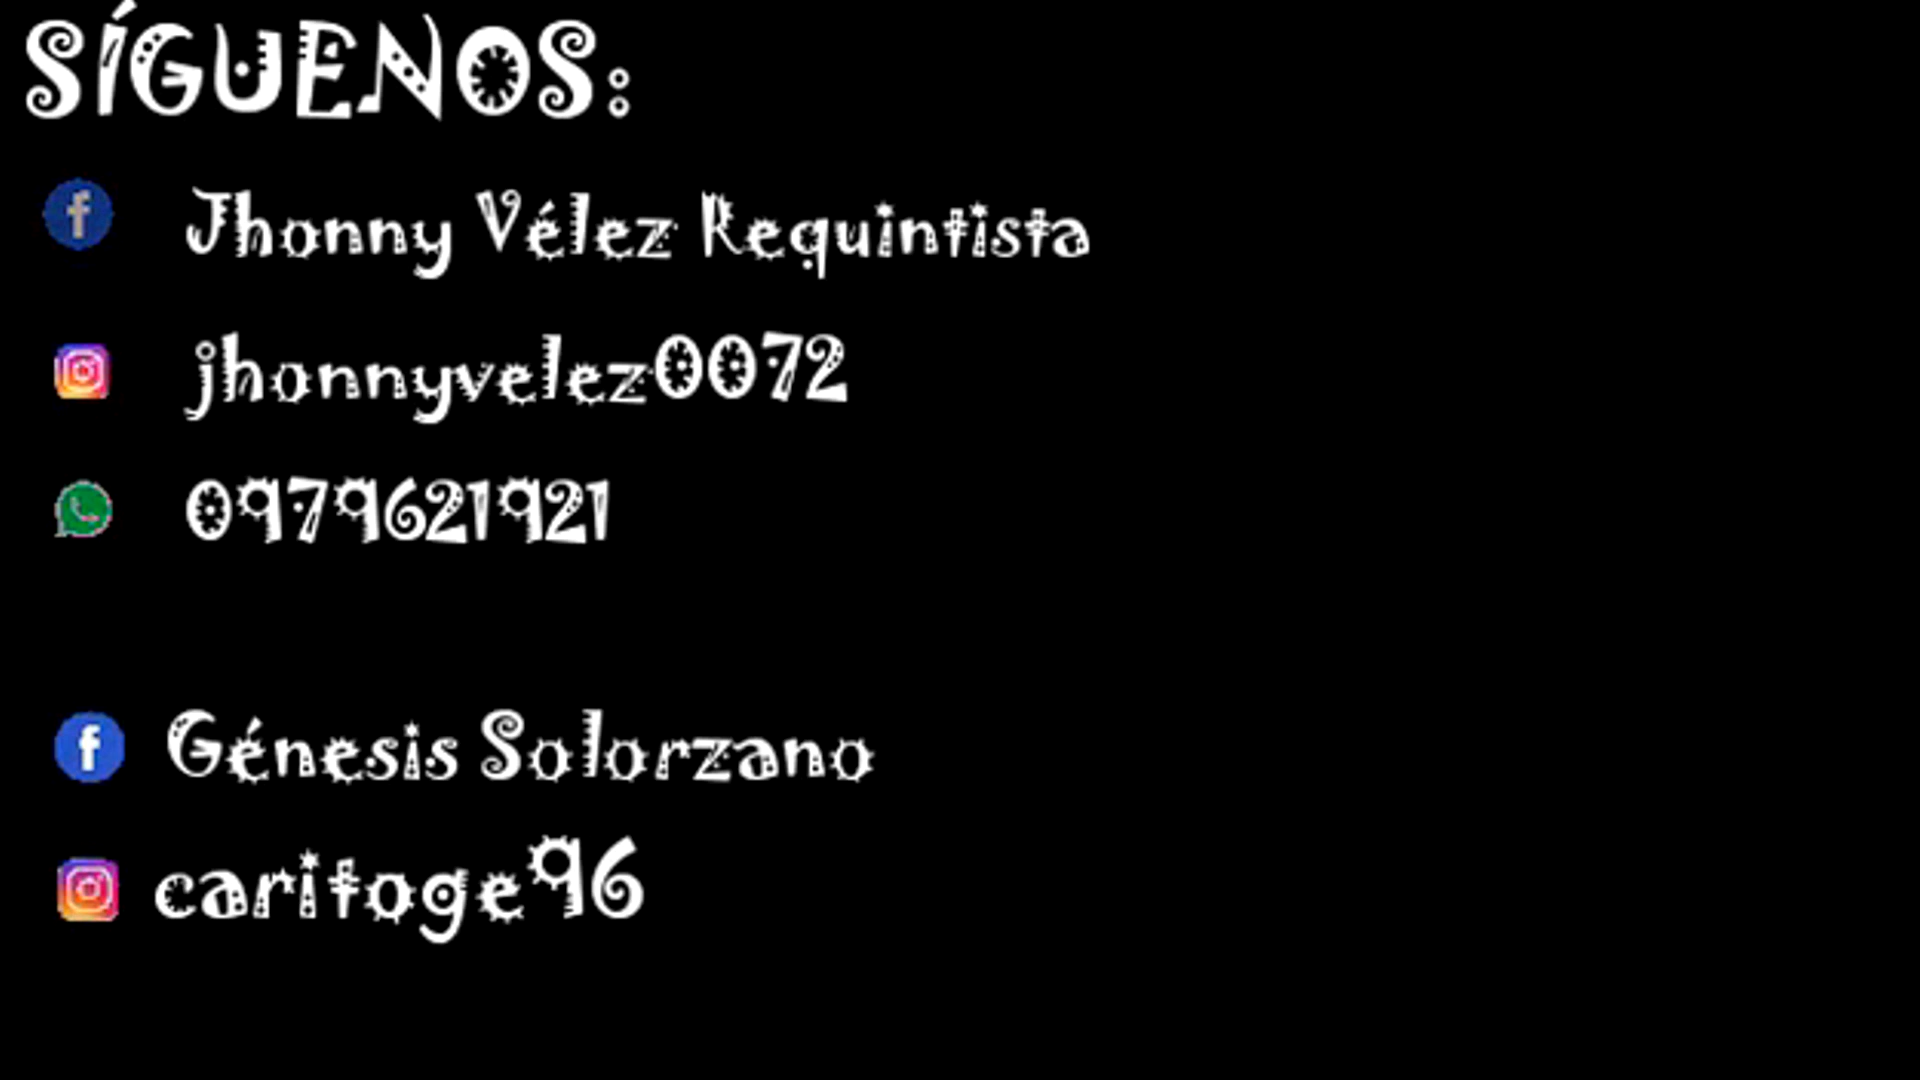 SÍGUENOS:
Jhonny Vélez Requintista
jhonnyvelez0072
0979621921
Génesis Solorzano
caritoge96